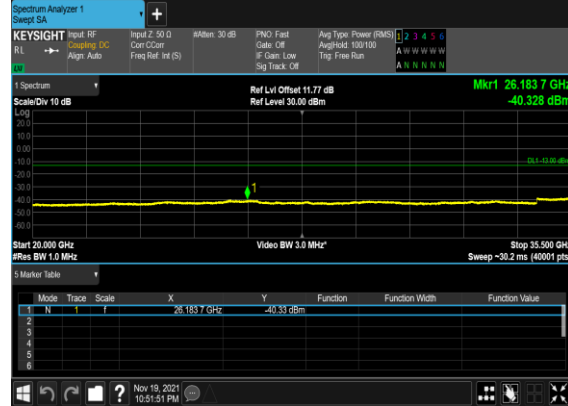 Spectrum Analyzer 1
Swept SA
+
KEYSIGHT Input: RF Input Z: 50 Ω #Atten: 30 dB PNO: Fast Avg Type: Power (RMS) 1 2 3 4 5 6
RL Coupling: DC Corr CCorr Gate: Off Avg|Hold: 100/100 A W W W W W
Align: Auto Freq Ref: Int (S) IF Gain: Low Trig: Free Run
Sig Track: Off A N N N N N
LXI
1 Spectrum Ref Lvl Offset 11.77 dB Mkr1 26.183 7 GHz
Scale/Div 10 dB Ref Level 30.00 dBm -40.328 dBm
Log
20.0
10.0
0.00
-10.0 DL1 -13.00 dBm
-20.0
-30.0
1
-40.0
-50.0
-60.0
Start 20.000 GHz Video BW 3.0 MHz* Stop 35.500 GHz
#Res BW 1.0 MHz Sweep ~30.2 ms (40001 pts)
5 Marker Table
Mode Trace Scale X Y Function Function Width Function Value
1 N 1 f 26.183 7 GHz -40.33 dBm
2
3
4
5
6
? Nov 19, 2021
10:51:51 PM